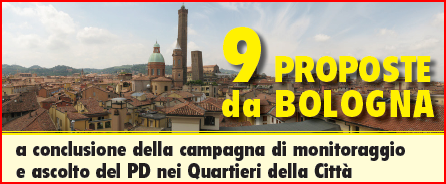 9 PROPOSTE
da BOLOGNA
a conclusione della campagna di monitoraggio
e ascolto del PD nei Quartieri della Città